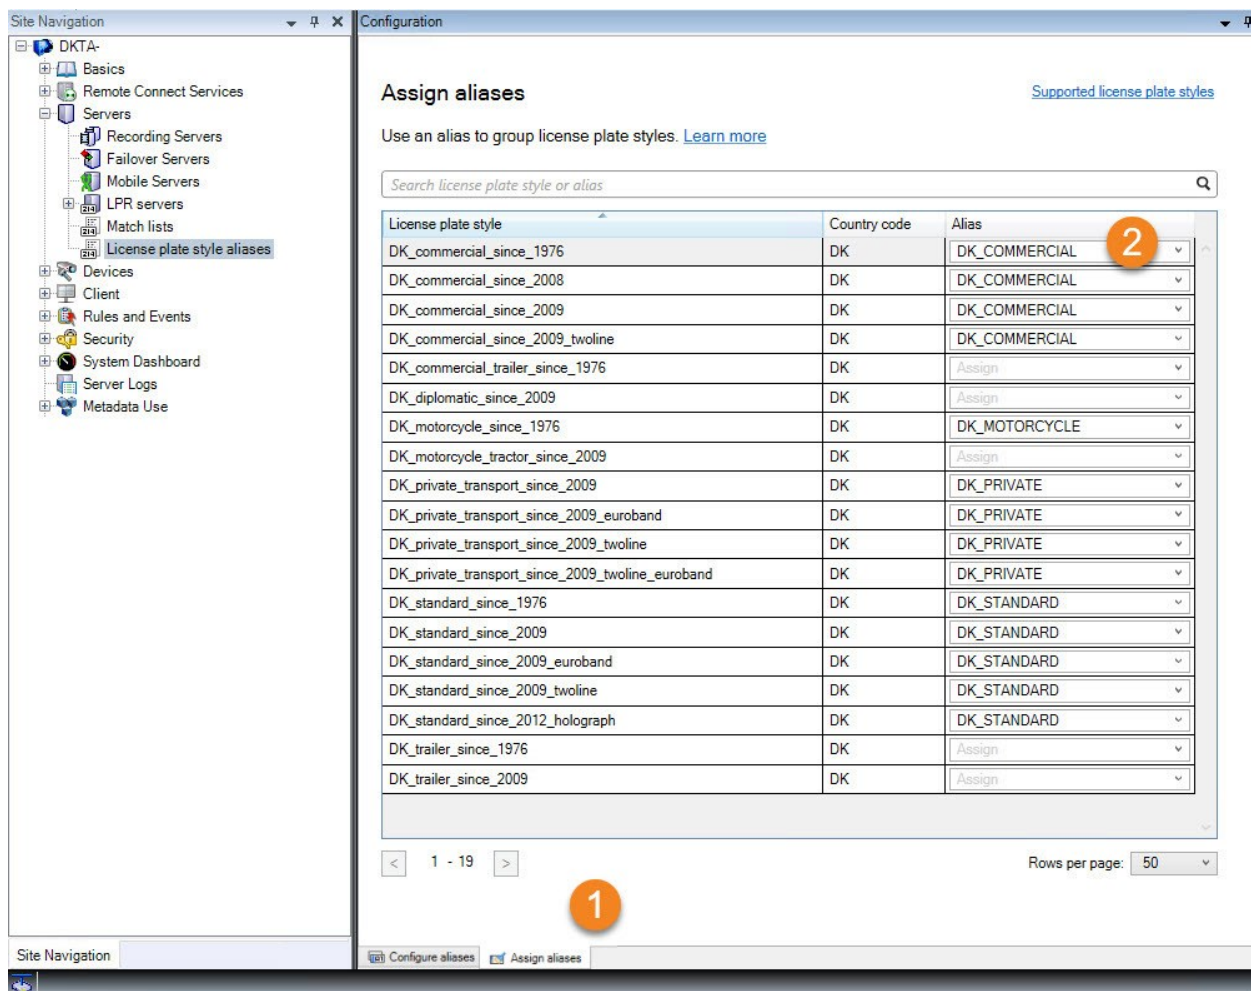 Site Navigation
DKTA-
Basics
Remote Connect Services
Servers
Recording Servers
Failover Servers
Mobile Servers
LPR servers
Match lists
License plate style aliases
Devices
Client
Rules and Events
Security
System Dashboard
Server Logs
Metadata Use
Site Navigation
Configuration
Assign aliases
Supported license plate styles
Use an alias to group license plate styles. Learn more
Search license plate style or alias
License plate style Country code Alias
DK_commercial_since_1976 DK DK_COMMERCIAL
2
DK_commercial_since_2008 DK DK_COMMERCIAL
DK_commercial_since_2009 DK DK_COMMERCIAL
DK_commercial_since_2009_twoline DK DK_COMMERCIAL
DK_commercial_trailer_since_1976 DK Assign
DK_diplomatic_since_2009 DK Assign
DK_motorcycle_since_1976 DK DK_MOTORCYCLE
DK_motorcycle_tractor_since_2009 DK Assign
DK_private_transport_since_2009 DK DK_PRIVATE
DK_private_transport_since_2009_euroband DK DK_PRIVATE
DK_private_transport_since_2009_twoline DK DK_PRIVATE
DK_private_transport_since_2009_twoline_euroband DK DK_PRIVATE
DK_standard_since_1976 DK DK_STANDARD
DK_standard_since_2009 DK DK_STANDARD
DK_standard_since_2009_euroband DK DK_STANDARD
DK_standard_since_2009_twoline DK DK_STANDARD
DK_standard_since_2012_holograph DK DK_STANDARD
DK_trailer_since_1976 DK Assign
DK_trailer_since_2009 DK Assign
< 1 - 19 > Rows per page: 50
1
Configure aliases Assign aliases